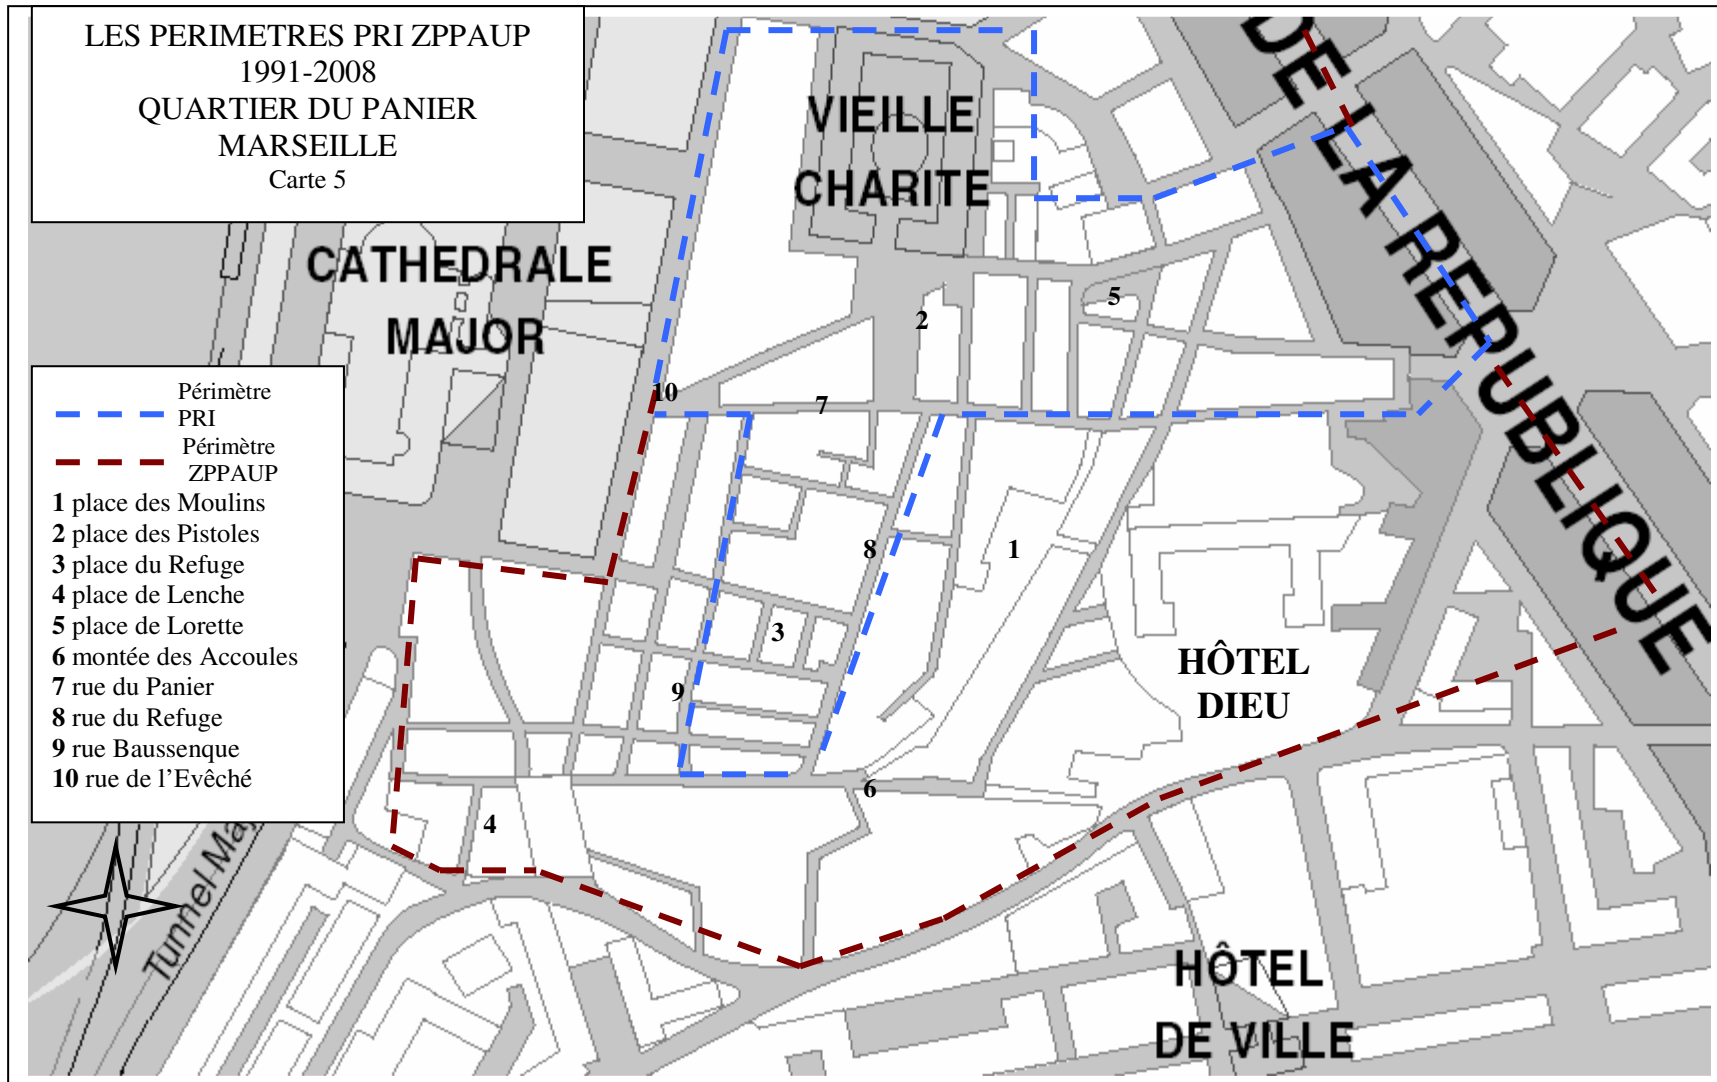 LES PERIMETRES PRI ZPPAUP
1991-2008
QUARTIER DU PANIER
MARSEILLE
Carte 5
VIEILLE
CHARITE
DE LA REPUBLIQUE
CATHEDRALE
MAJOR
5
2
10
7
Périmètre
PRI
Périmètre
ZPPAUP
1 place des Moulins
2 place des Pistoles
3 place du Refuge
4 place de Lenche
5 place de Lorette
6 montée des Accoules
7 rue du Panier
8 rue du Refuge
9 rue Baussenque
10 rue de l'Evêché
8
1
3
9
HÔTEL
DIEU
6
4
Tunnel
HÔTEL
DE VILLE